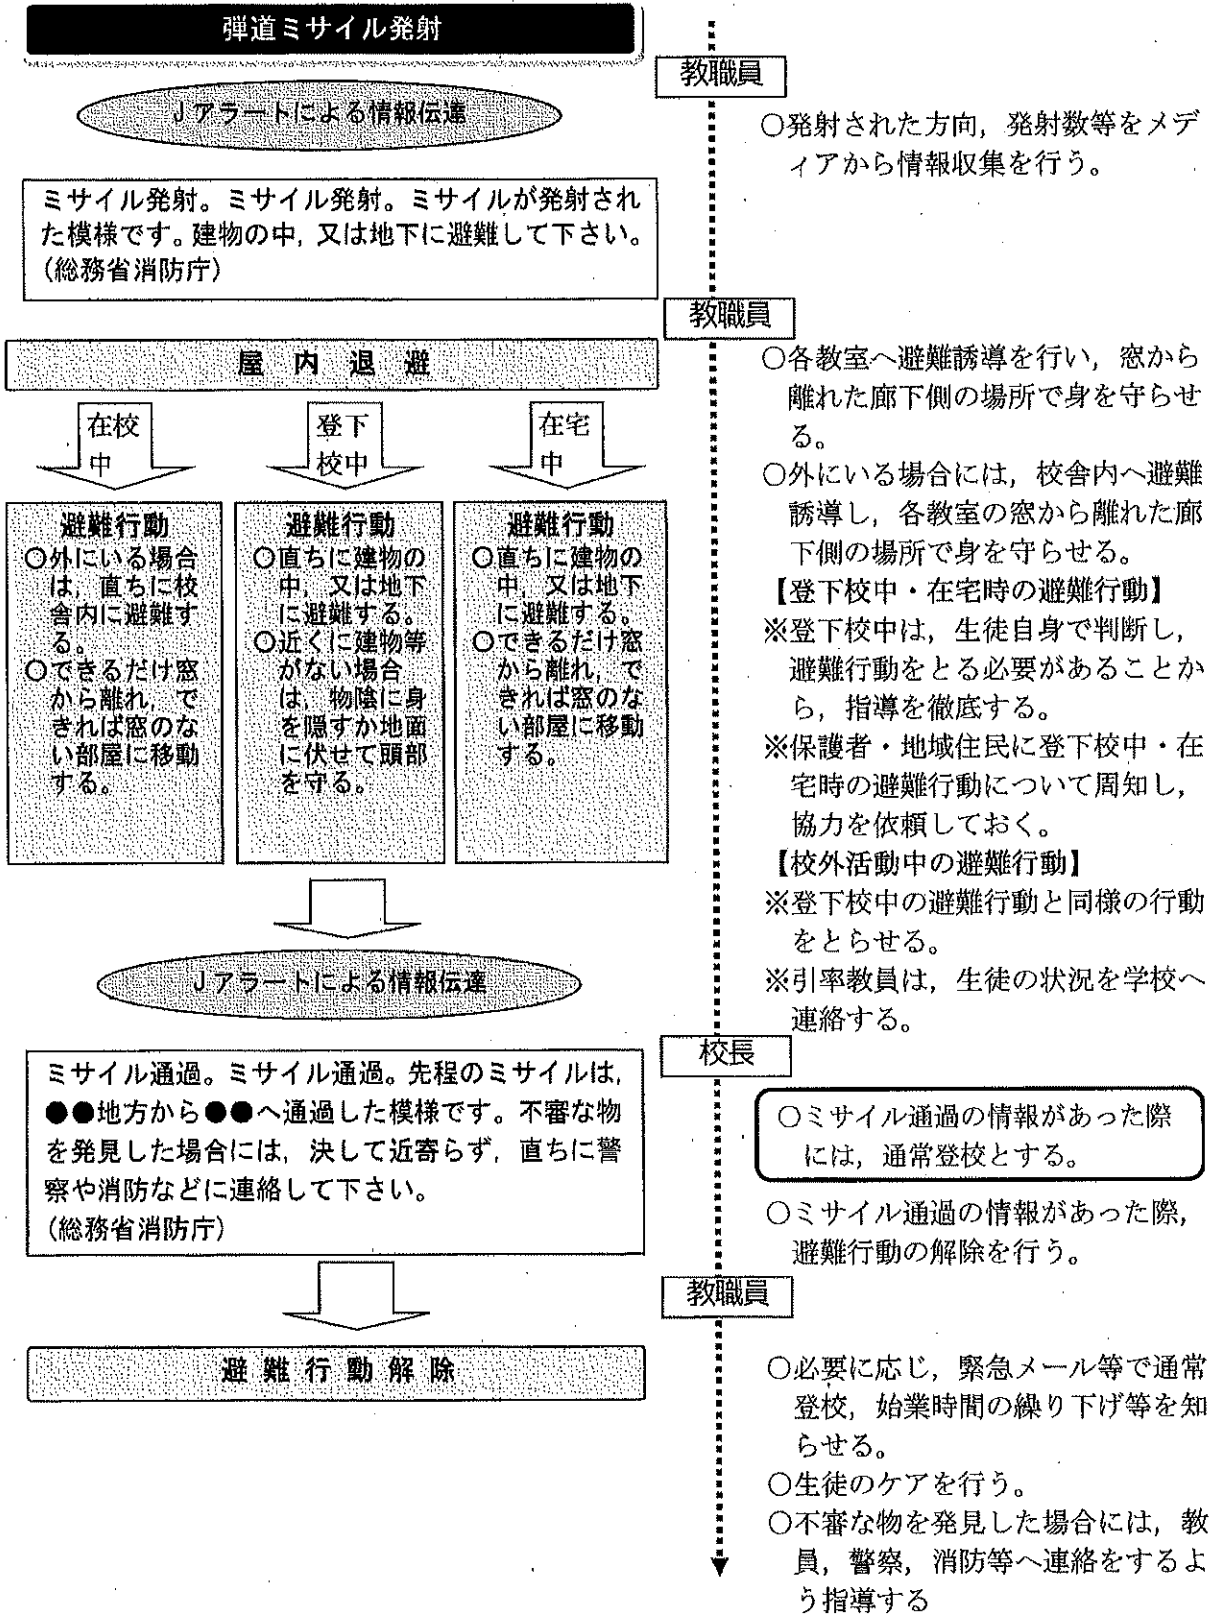 弾道ミサイル発射
Jアラートによる情報伝達
ミサイル発射。ミサイル発射。ミサイルが発射され
た模様です。建物の中，又は地下に避難して下さい。
(総務省消防庁)
屋内退避
在校
中
登下
校中
在宅
中
避難行動
○外にいる場合
は，直ちに校
舎内に避難す
る。
○できるだけ窓
から離れ，で
きれば窓のな
い部屋に移動
する。
避難行動
○直ちに建物の
中，又は地下
に避難する。
○近くに建物等
がない場合
は，物陰に身
を隠すか地面
に伏せて頭部
を守る。
避難行動
○直ちに建物の
中，又は地下
に避難する。
○できるだけ窓
から離れ，で
きれば窓のな
い部屋に移動
する。
Jアラートによる情報伝達
ミサイル通過。ミサイル通過。先程のミサイルは，
●●地方から●●へ通過した模様です。不審な物
を発見した場合には，決して近寄らず，直ちに警
察や消防などに連絡して下さい。
(総務省消防庁)
避難行動解除
教職員
○発射された方向，発射数等をメデ
ィアから情報収集を行う。
教職員
○各教室へ避難誘導を行い，窓から
離れた廊下側の場所で身を守らせ
る。
○外にいる場合には，校舎内へ避難
誘導し，各教室の窓から離れた廊
下側の場所で身を守らせる。
【登下校中・在宅時の避難行動】
※登下校中は，生徒自身で判断し，
避難行動をとる必要があることか
ら，指導を徹底する。
※保護者・地域住民に登下校中・在
宅時の避難行動について周知し，
協力を依頼しておく。
【校外活動中の避難行動】
※登下校中の避難行動と同様の行動
をとらせる。
※引率教員は，生徒の状況を学校へ
連絡する。
校長
○ミサイル通過の情報があった際
には，通常登校とする。
○ミサイル通過の情報があった際，
避難行動の解除を行う。
教職員
○必要に応じ，緊急メール等で通常
登校，始業時間の繰り下げ等を知
らせる。
○生徒のケアを行う。
○不審な物を発見した場合には，教
員，警察，消防等へ連絡をするよ
う指導する